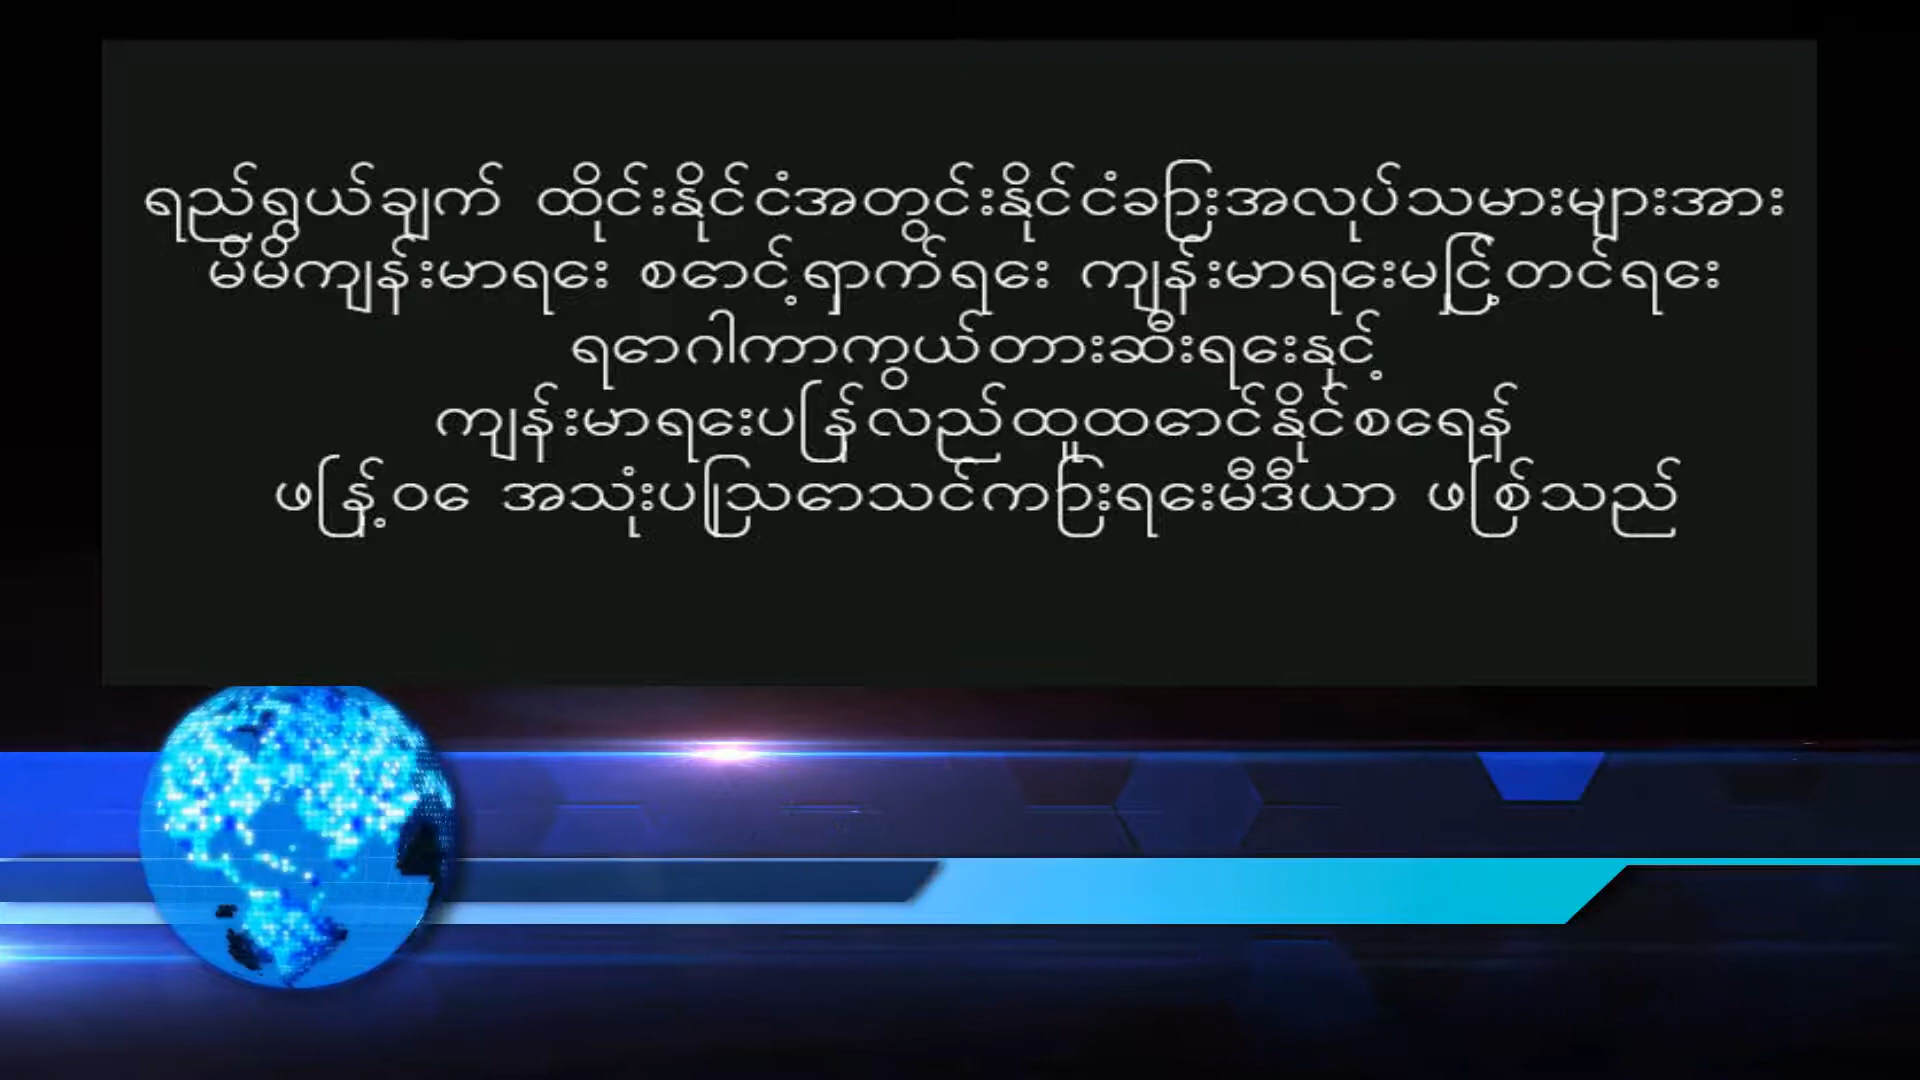 ရည်ရွယ်ချက် ထိုင်းနိုင်ငံအတွင်းနိုင်ငံခြားအလုပ်သမားများအား
မိမိကျန်းမာရေး စောင့်ရှာက်ရေး ကျန်းမာရေးမြှင့်တင်ရေး
ရောဂါကာကွယ်တားဆီးရေးနှင့်
ကျန်းမာရေးပြန်လည်ထူထောင်နိုင်စေရန်
ဖြန့်ဝေ အသုံးပြုသောသင်ကြားရေးမီဒီယာ ဖြစ်သည်